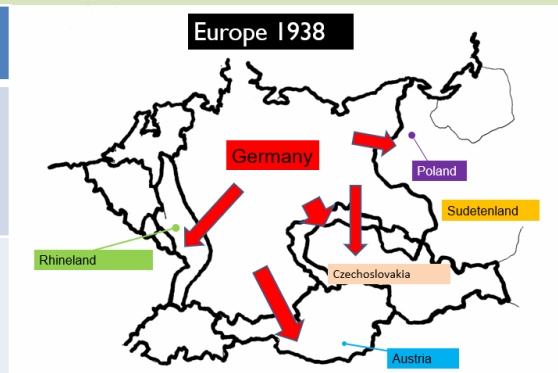 Europe 1938
Germany
Poland
Sudetenland
Rhineland
Czechoslovakia
Austria